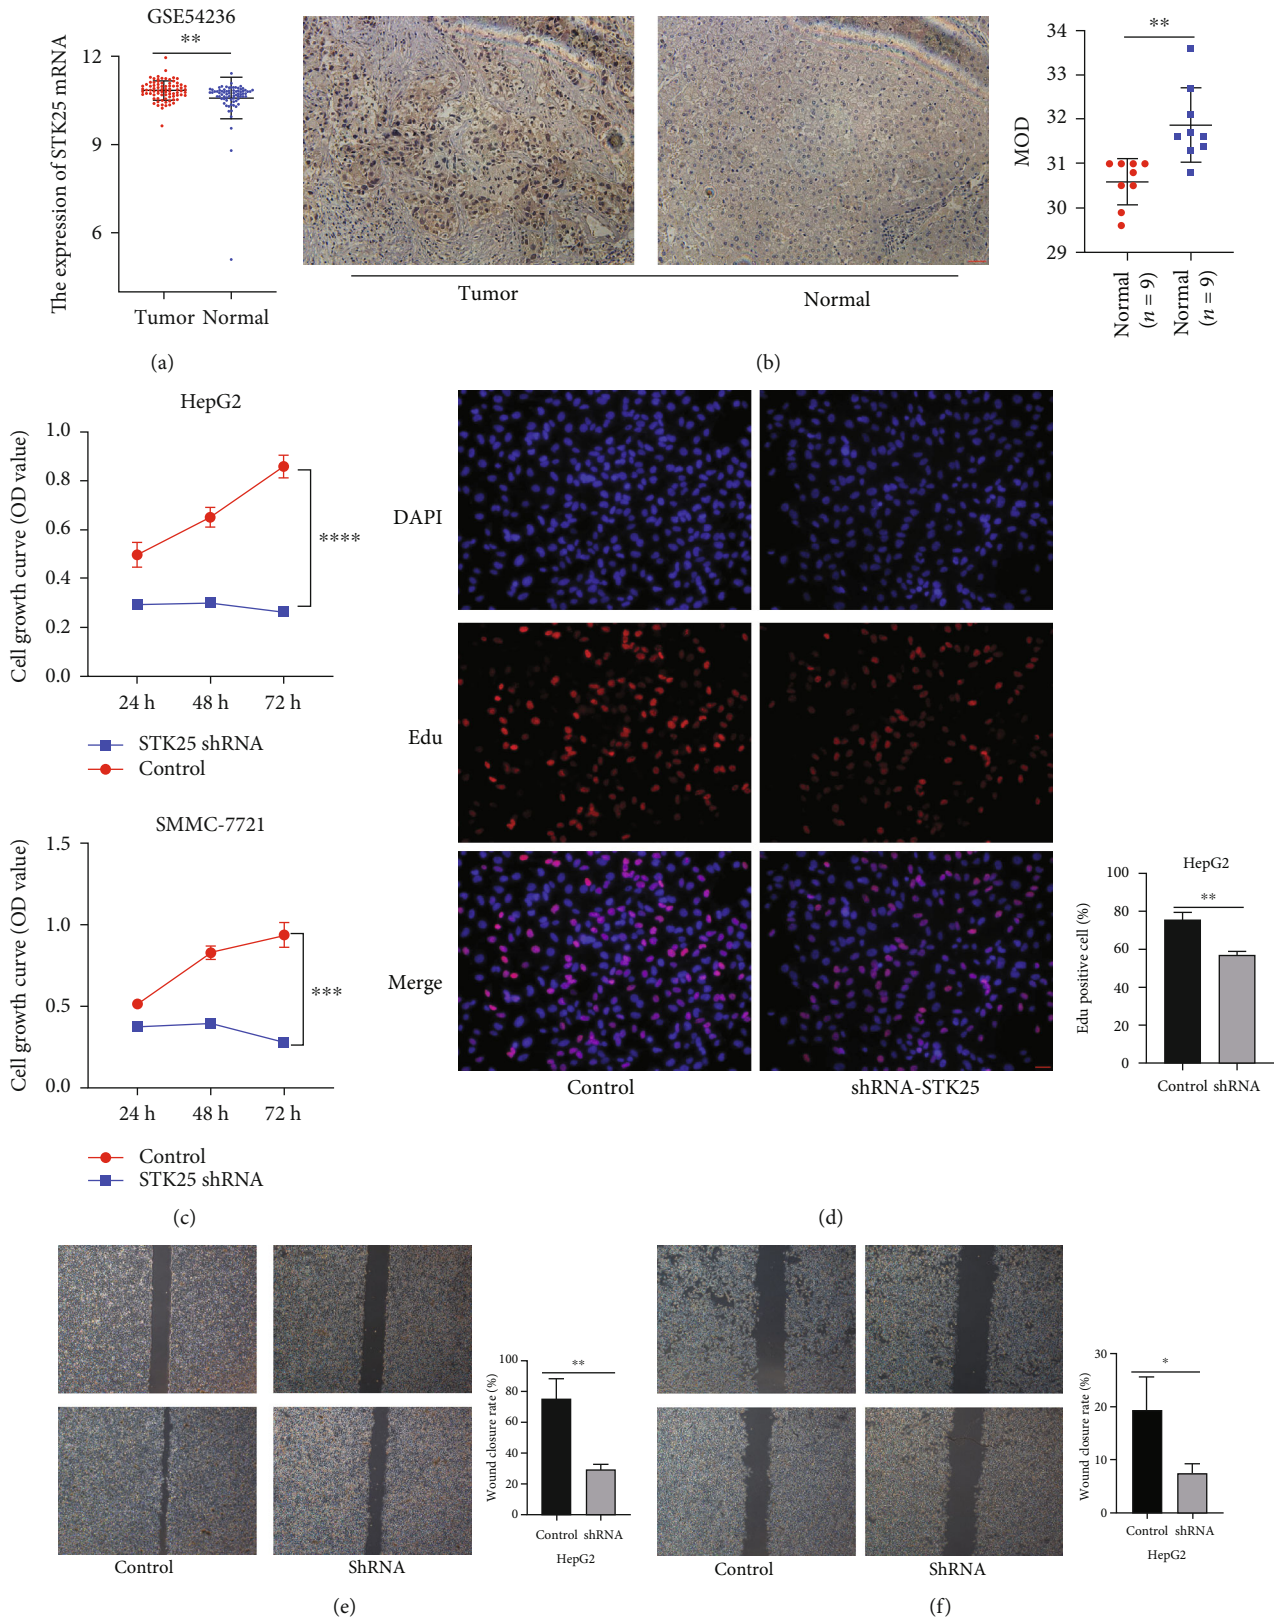 GSE54236
**
The expression of STK25 mRNA
12
9
6
Tumor Normal
(a)
Tumor
Normal
**
MOD
34
33
32
31
30
29
Normal
(n = 9)
Normal
(n = 9)
(b)
HepG2
Cell growth curve (OD value)
1.0
0.8
0.6
0.4
0.2
0.0
****
24 h 48 h 72 h
STK25 shRNA
Control
SMMC-7721
Cell growth curve (OD value)
1.5
1.0
0.5
0.0
***
24 h 48 h 72 h
Control
STK25 shRNA
(c)
DAPI
Edu
Merge
Control
shRNA-STK25
HepG2
Edu positive cell (%)
100
80
60
40
20
0
**
Control shRNA
(d)
Control
ShRNA
Wound closure rate (%)
100
80
60
40
20
0
**
Control shRNA
HepG2
(e)
Control
ShRNA
Wound closure rate (%)
30
20
10
0
*
Control shRNA
HepG2
(f)